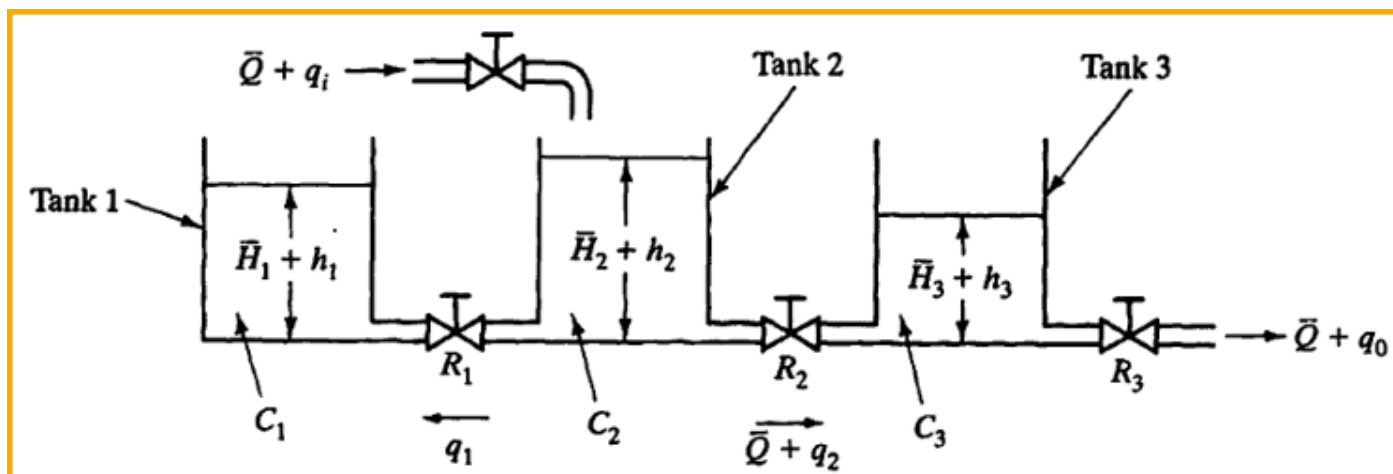 Q̄ + qᵢ
Tank 2
Tank 3
Tank 1
H̄₁ + h₁
H̄₂ + h₂
H̄₃ + h₃
Q̄ + q₀
R₁
R₂
R₃
C₁
C₂
C₃
q₁
Q̄ + q₂